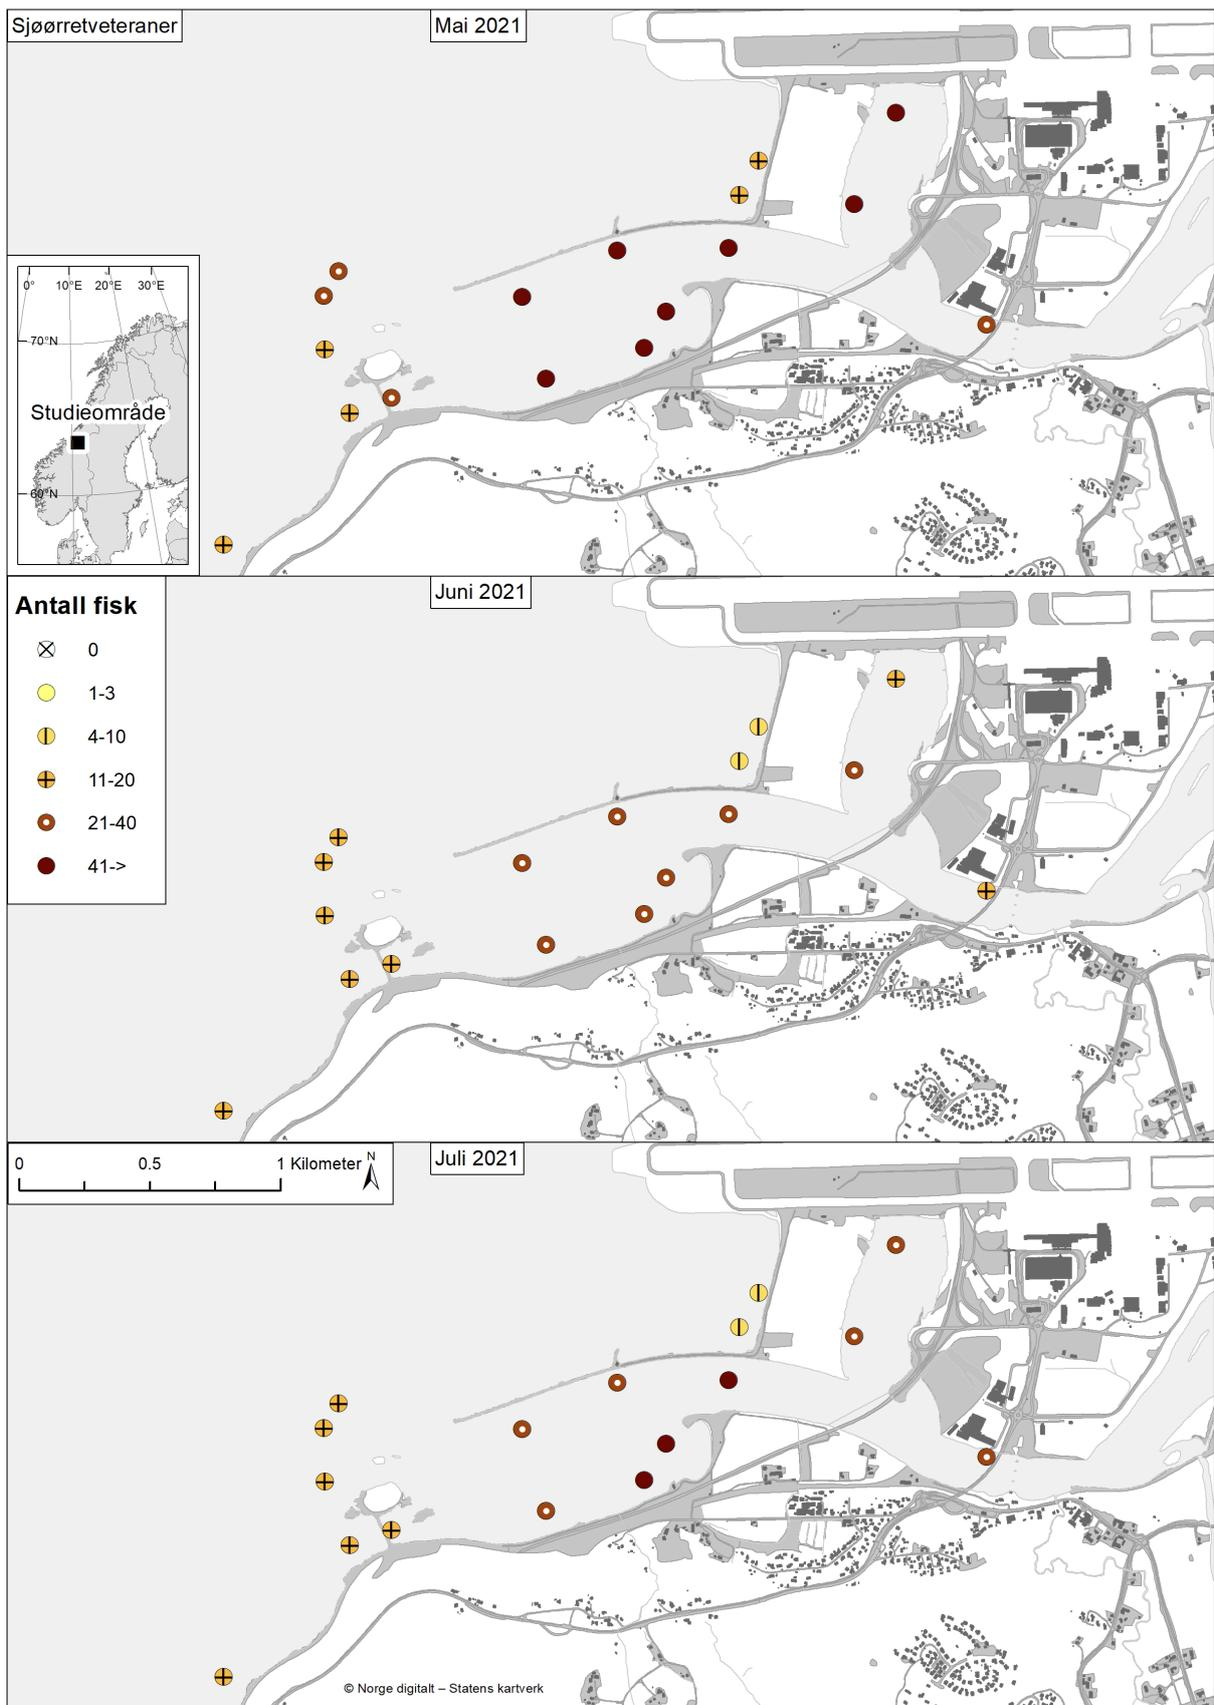 Sjøørretveteraner
Mai 2021
0° 10°E 20°E 30°E
70°N
Studieområde
60°N
Juni 2021
Antall fisk
0
1-3
4-10
11-20
21-40
41->
Juli 2021
0 0.5 1 Kilometer N
© Norge digitalt – Statens kartverk